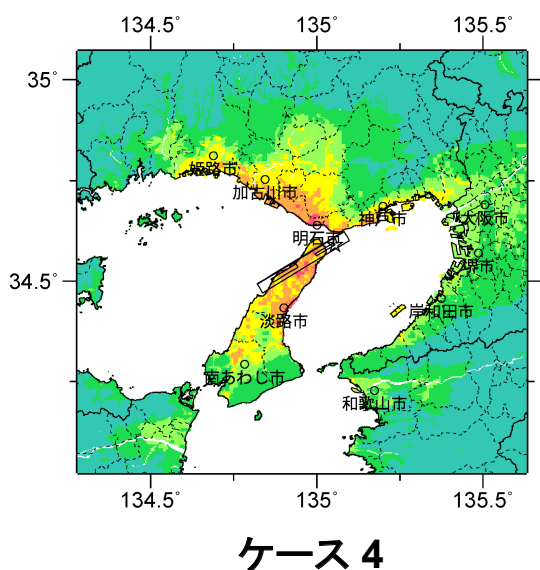 134.5° 135° 135.5°
35°
姫路市
加古川市
神戸市 大阪市
明石市
堺市
34.5°
岸和田市
淡路市
南あわじ市
和歌山市
134.5° 135° 135.5°
ケース 4